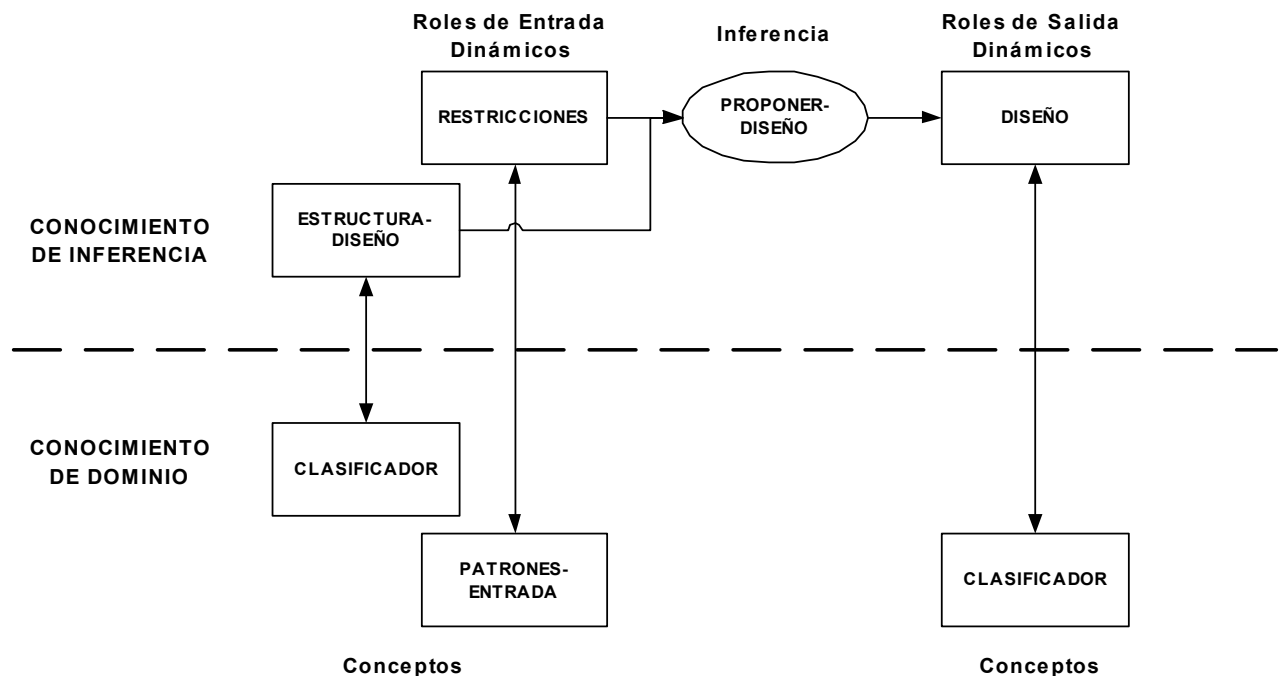 Roles de Entrada
Dinámicos
Inferencia
Roles de Salida
Dinámicos
RESTRICCIONES
PROPONER-
DISEÑO
DISEÑO
ESTRUCTURA-
DISEÑO
CONOCIMIENTO
DE INFERENCIA
CONOCIMIENTO
DE DOMINIO
CLASIFICADOR
PATRONES-
ENTRADA
CLASIFICADOR
Conceptos
Conceptos